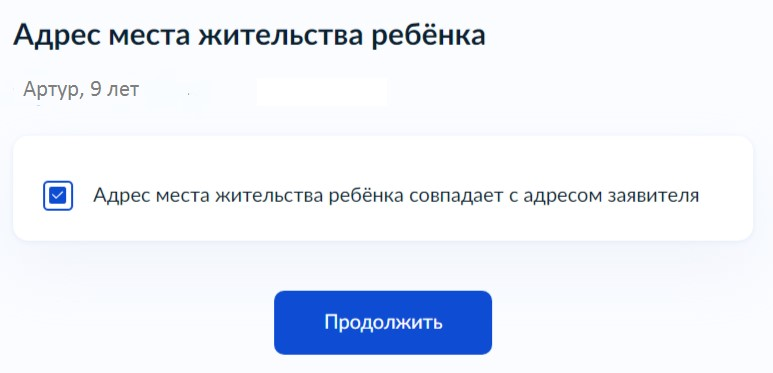 Адрес места жительства ребёнка
Артур, 9 лет
Адрес места жительства ребёнка совпадает с адресом заявителя
Продолжить